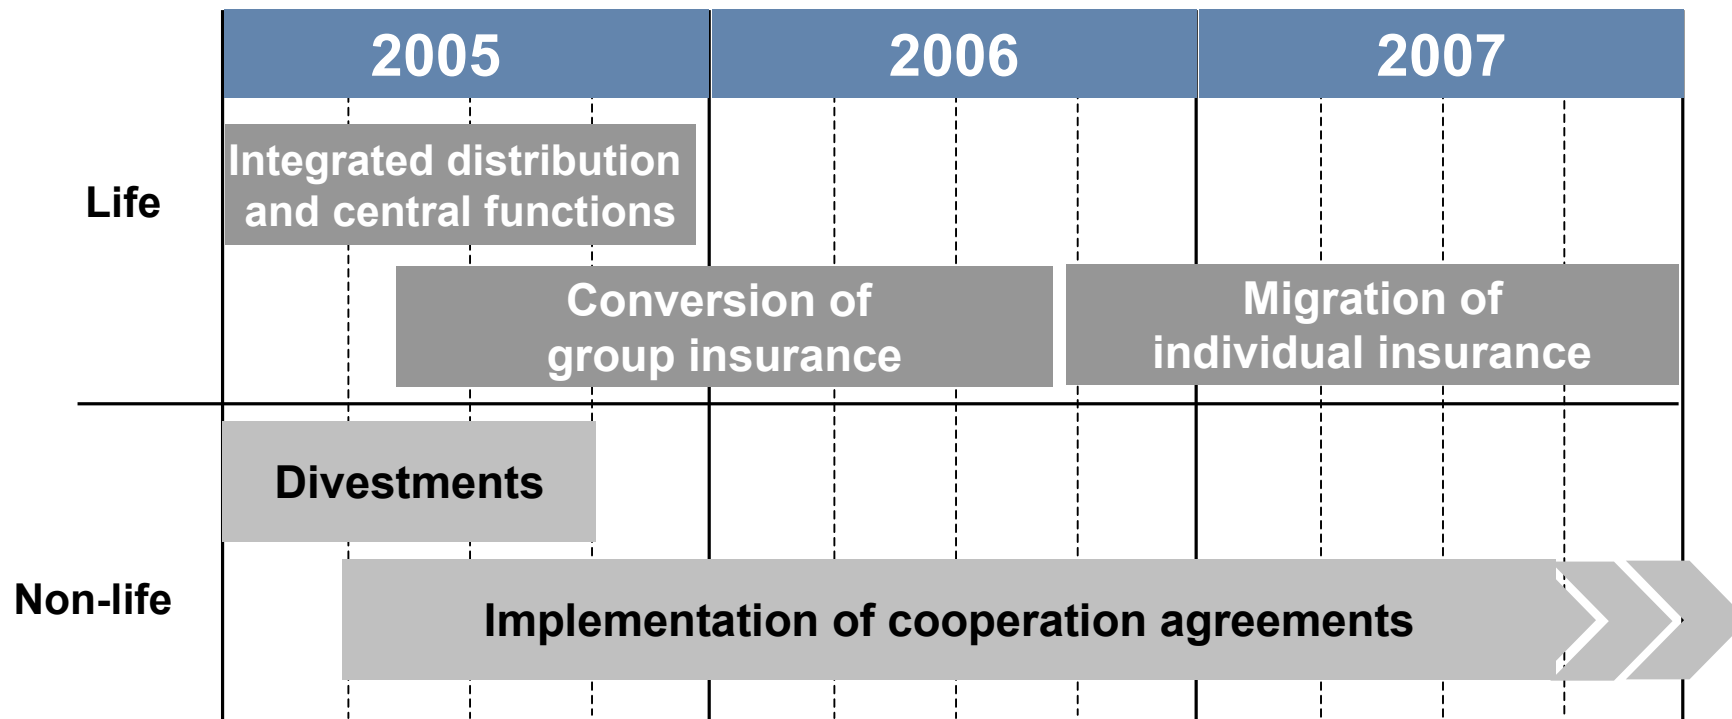 2005
2006
2007
Life
Integrated distribution
and central functions
Conversion of
group insurance
Migration of
individual insurance
Non-life
Divestments
Implementation of cooperation agreements